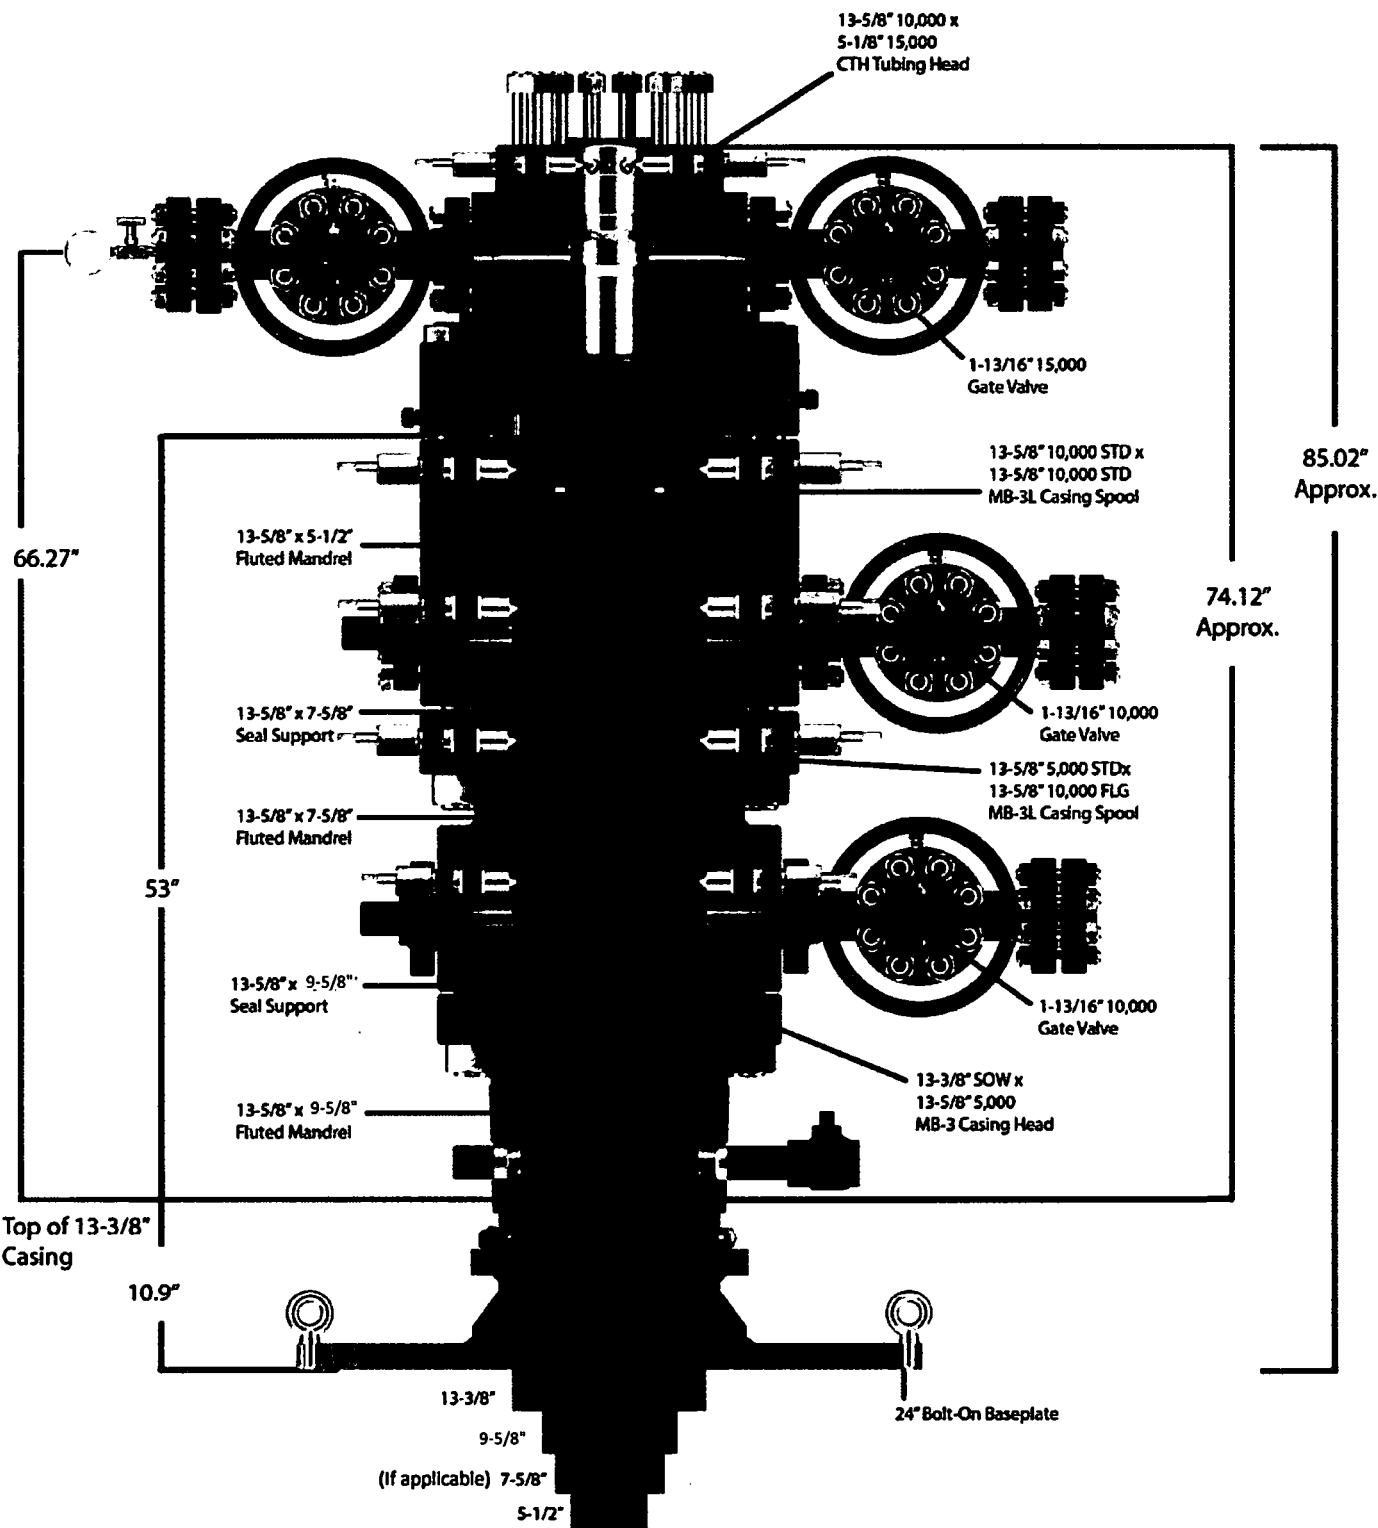 13-5/8" 10,000 x
5-1/8" 15,000
CTH Tubing Head
1-13/16" 15,000
Gate Valve
13-5/8" 10,000 STD x
13-5/8" 10,000 STD
MB-3L Casing Spool
85.02"
Approx.
13-5/8" x 5-1/2"
Fluted Mandrel
66.27"
74.12"
Approx.
13-5/8" x 7-5/8"
Seal Support
1-13/16" 10,000
Gate Valve
13-5/8" 5,000 STDx
13-5/8" 10,000 FLG
MB-3L Casing Spool
13-5/8" x 7-5/8"
Fluted Mandrel
53"
13-5/8" x 9-5/8"
Seal Support
1-13/16" 10,000
Gate Valve
13-3/8" SOW x
13-5/8" 5,000
MB-3 Casing Head
13-5/8" x 9-5/8"
Fluted Mandrel
Top of 13-3/8"
Casing
10.9"
13-3/8"
24" Bolt-On Baseplate
9-5/8"
(If applicable) 7-5/8"
5-1/2"